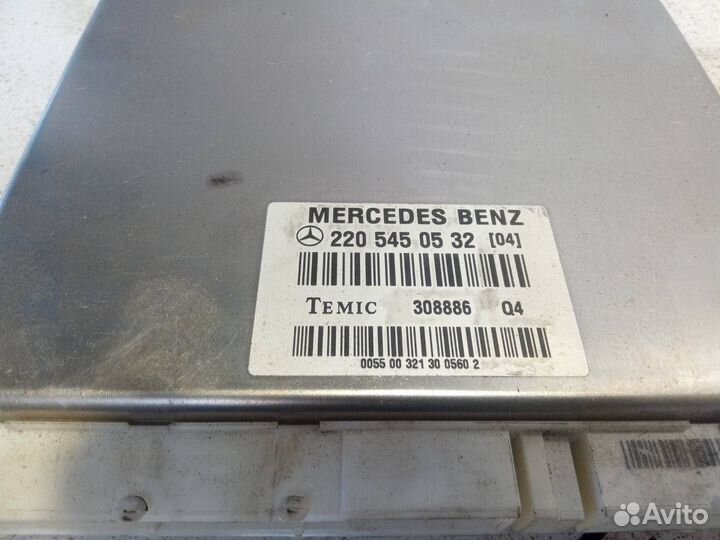 MERCEDES BENZ
220 545 05 32 [04]
TEMIC 308886 Q4
0055 00 321 30 0560 2
Avito